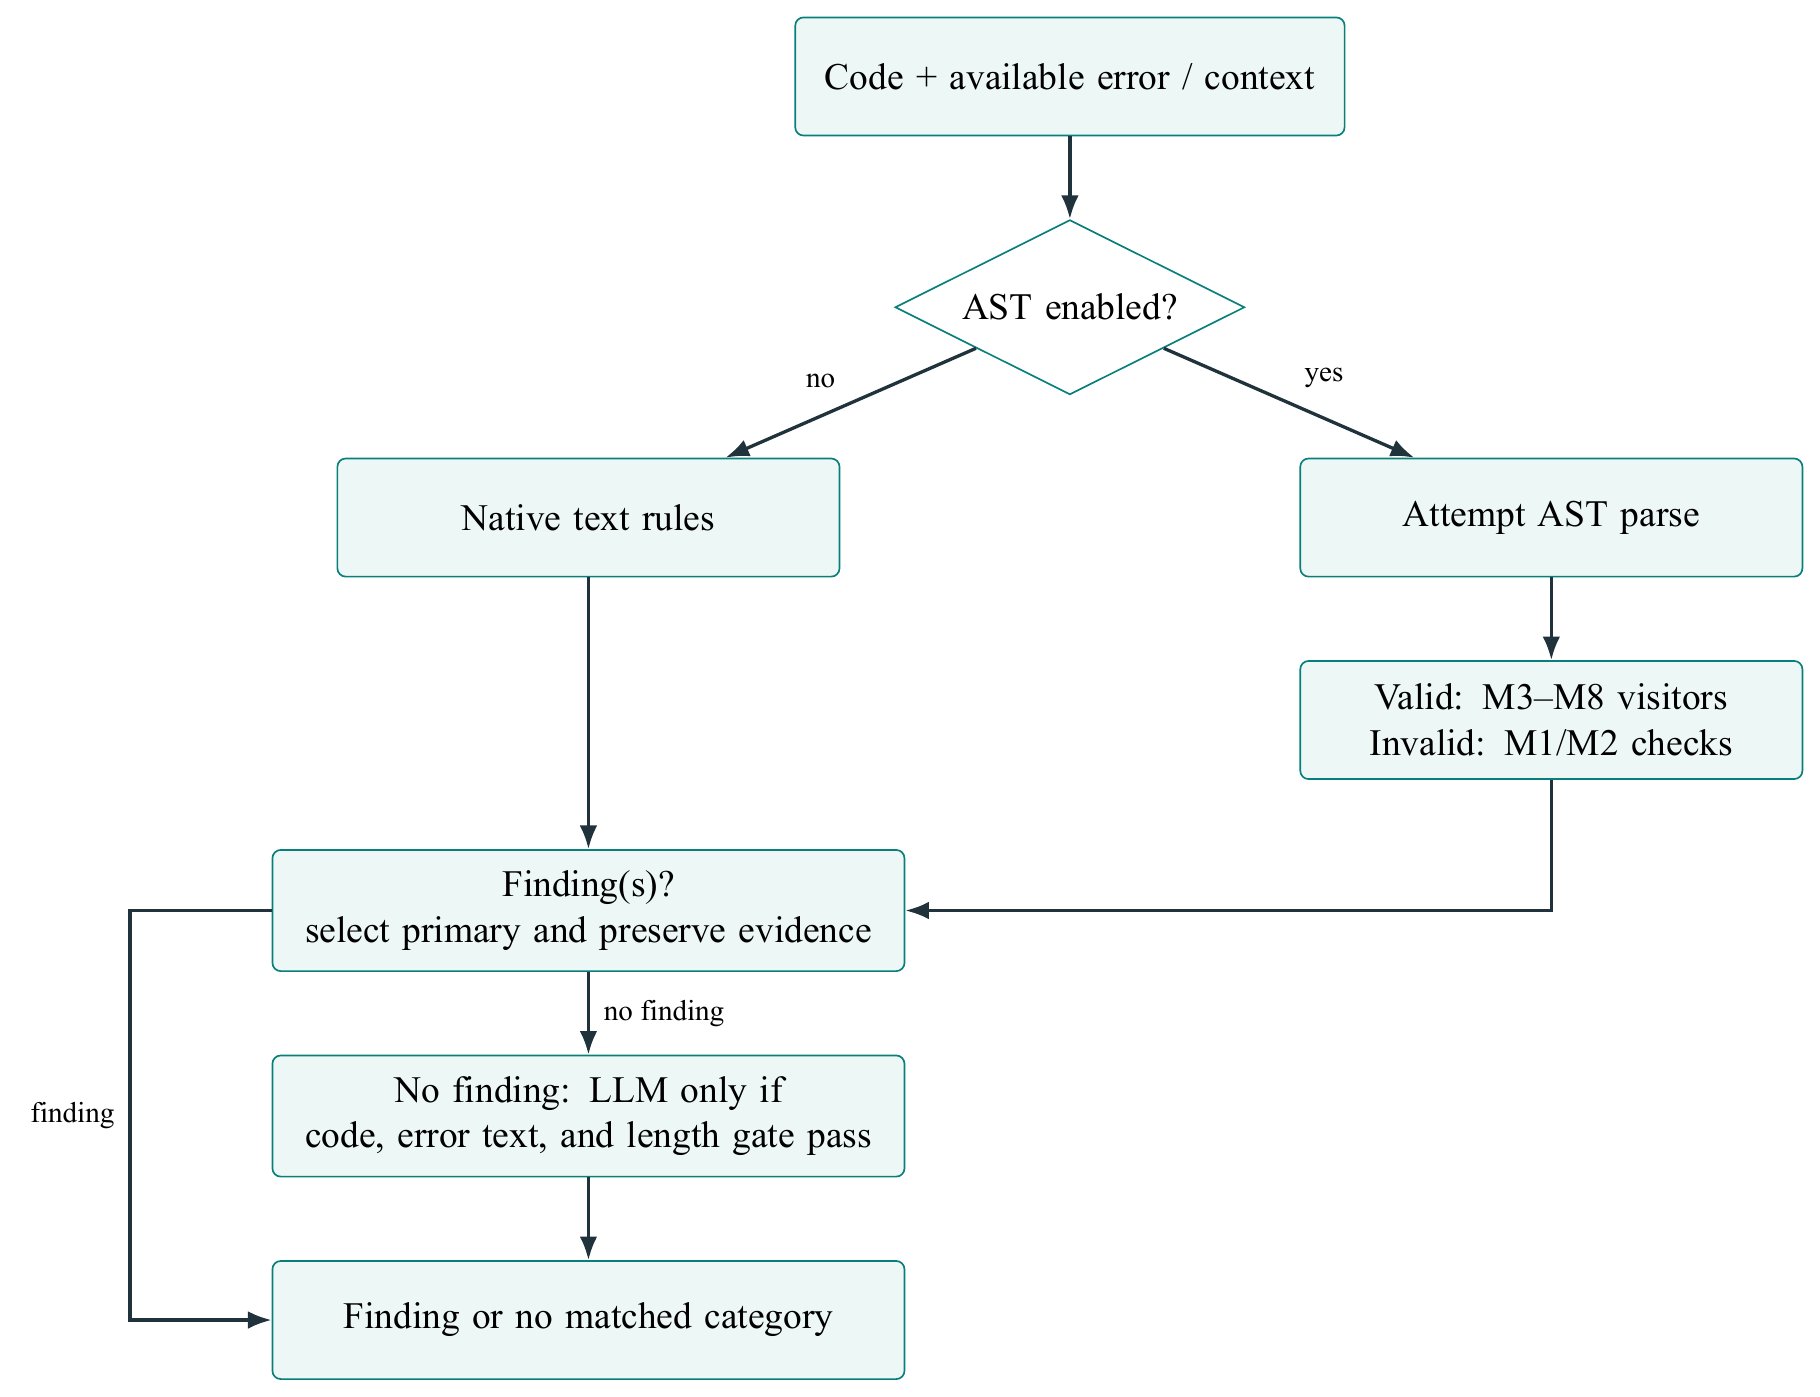 Code + available error / context
AST enabled?
no
yes
Native text rules
Attempt AST parse
Valid: M3–M8 visitors
Invalid: M1/M2 checks
Finding(s)?
select primary and preserve evidence
no finding
finding
No finding: LLM only if
code, error text, and length gate pass
Finding or no matched category